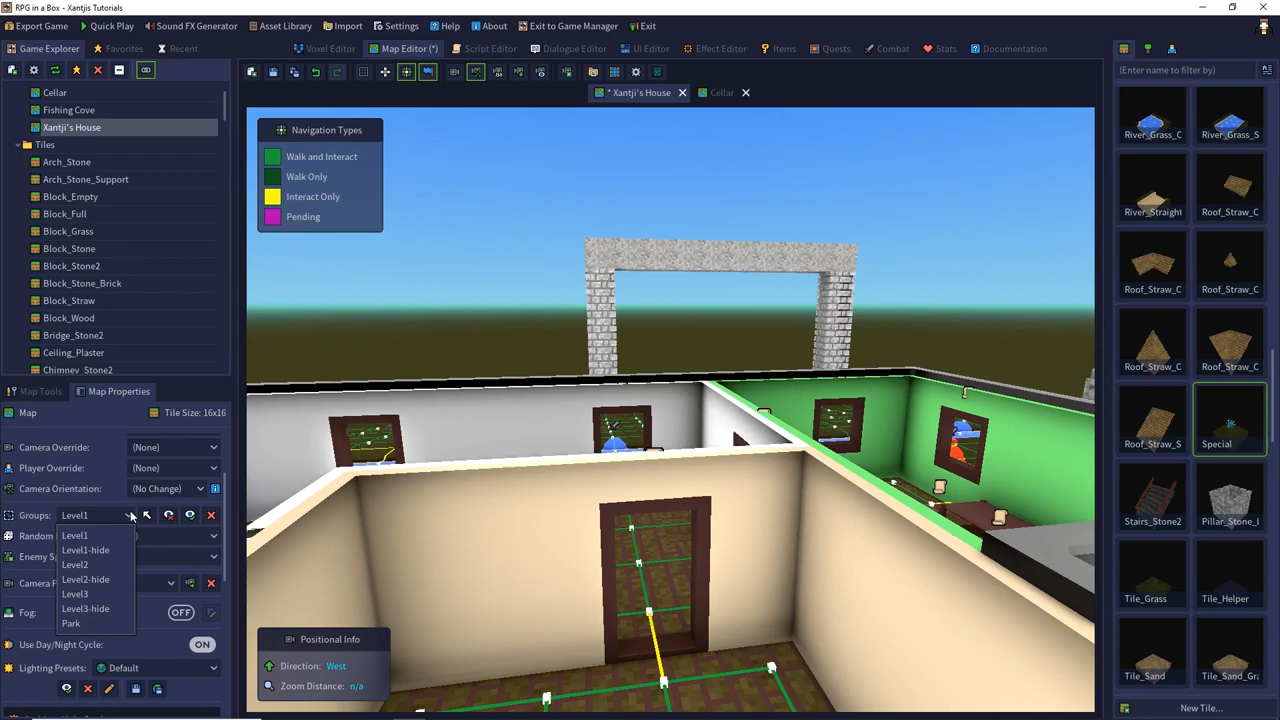 RPG in a Box - Xantjis Tutorials
Export Game Quick Play Sound FX Generator Asset Library Import Settings Help About Exit to Game Manager Exit
Game Explorer Favorites Recent Voxel Editor Map Editor (*) Script Editor Dialogue Editor UI Editor Effect Editor Items Quests Combat Stats Documentation
(Enter name to filter by)
* Xantji's House Cellar
Cellar
Fishing Cove
Xantji's House
Tiles
Arch_Stone
Arch_Stone_Support
Block_Empty
Block_Full
Block_Grass
Block_Stone
Block_Stone2
Block_Stone_Brick
Block_Straw
Block_Wood
Bridge_Stone2
Ceiling_Plaster
Chimney_Stone2
Map Tools Map Properties
Map Tile Size: 16x16
Camera Override: (None)
Player Override: (None)
Camera Orientation: (No Change)
Groups: Level1
Level1
Level1-hide
Level2
Level2-hide
Level3
Level3-hide
Park
Random
Enemy S
Camera P
Fog: OFF
Use Day/Night Cycle: ON
Lighting Presets: Default
Navigation Types
Walk and Interact
Walk Only
Interact Only
Pending
Positional Info
Direction: West
Zoom Distance: n/a
River_Grass_C River_Grass_S
River_Straight Roof_Straw_C
Roof_Straw_C Roof_Straw_C
Roof_Straw_C Roof_Straw_C
Roof_Straw_S Special
Stairs_Stone2 Pillar_Stone_I
Tile_Grass Tile_Helper
Tile_Sand Tile_Sand_Gra
New Tile...